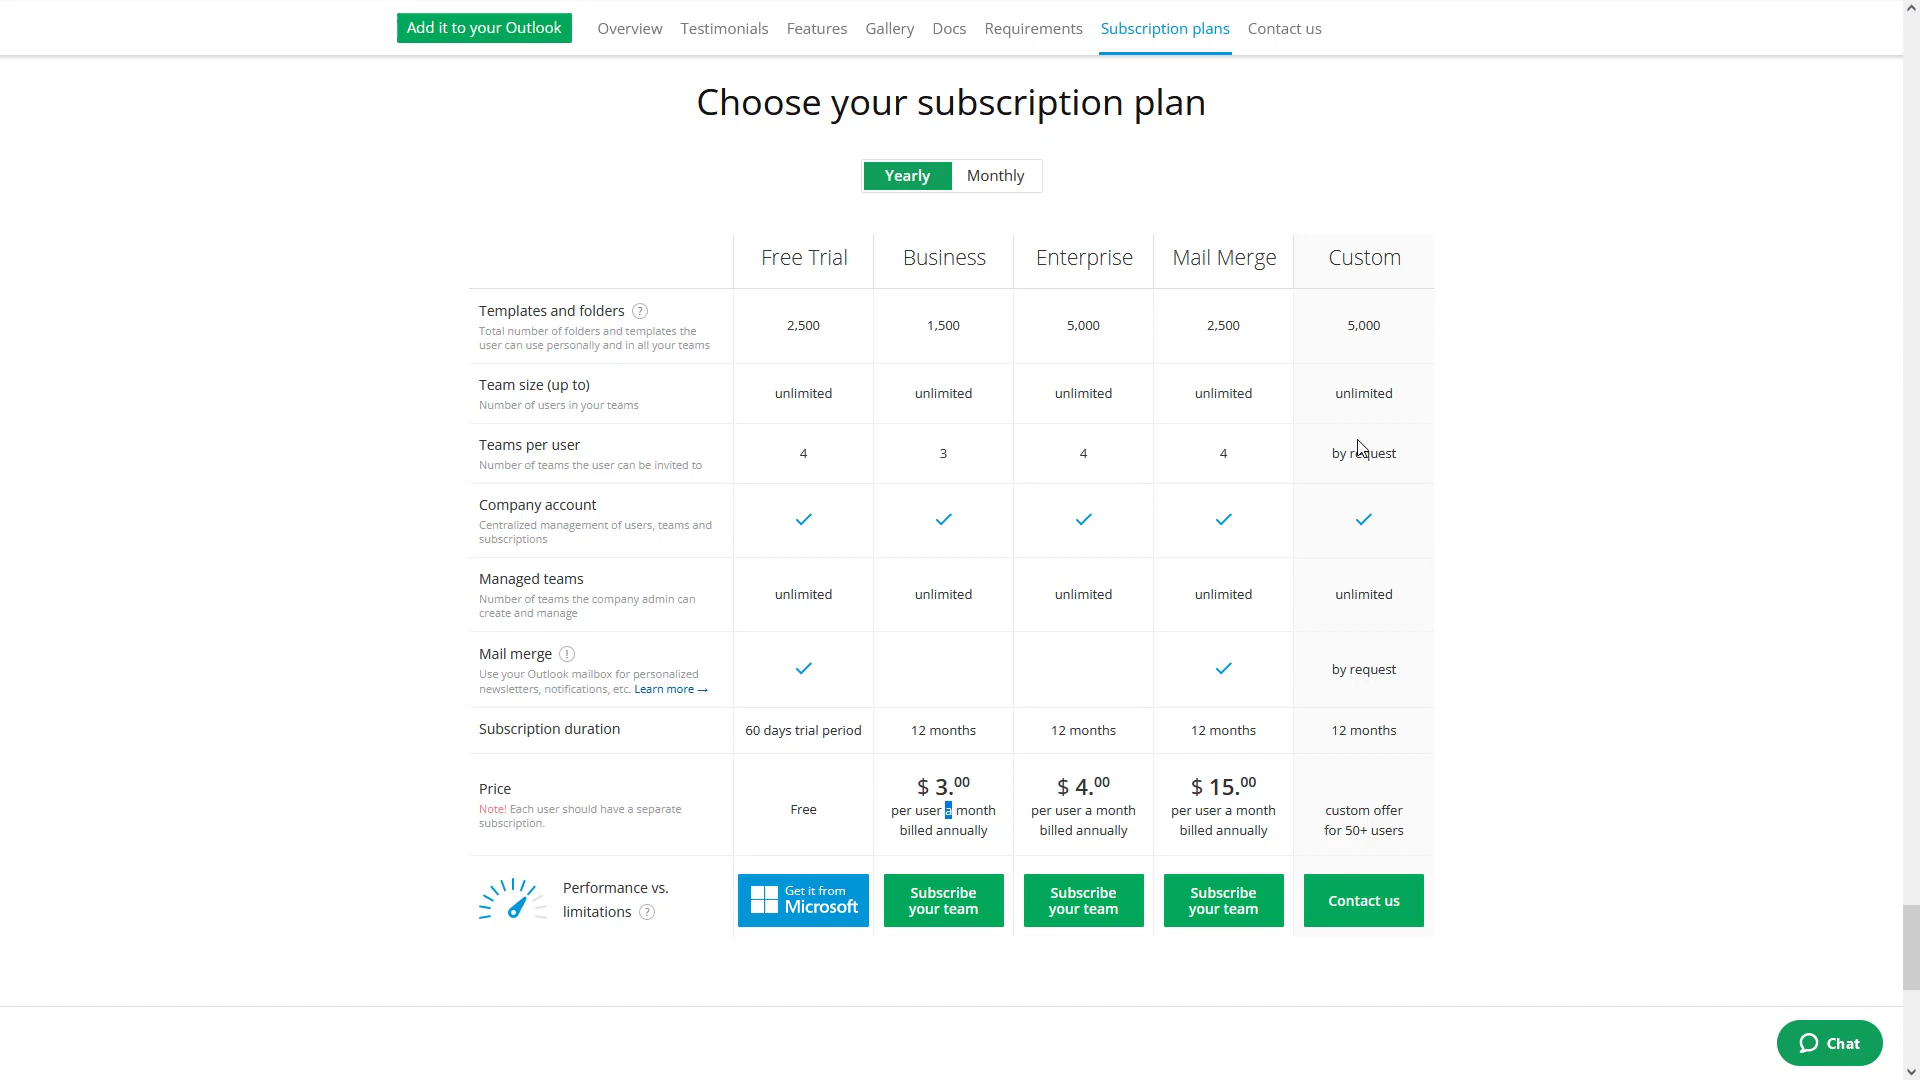 Add it to your Outlook Overview Testimonials Features Gallery Docs Requirements Subscription plans Contact us
Choose your subscription plan
Yearly Monthly
Free Trial Business Enterprise Mail Merge Custom
Templates and folders ?
Total number of folders and templates the
user can use personally and in all your teams
2,500 1,500 5,000 2,500 5,000
Team size (up to)
Number of users in your teams
unlimited unlimited unlimited unlimited unlimited
Teams per user
Number of teams the user can be invited to
4 3 4 4 by request
Company account
Centralized management of users, teams and
subscriptions
Managed teams
Number of teams the company admin can
create and manage
unlimited unlimited unlimited unlimited unlimited
Mail merge !
Use your Outlook mailbox for personalized
newsletters, notifications, etc. Learn more →
by request
Subscription duration 60 days trial period 12 months 12 months 12 months 12 months
Price
Note! Each user should have a separate
subscription.
Free
$ 3.00
per user a month
billed annually
$ 4.00
per user a month
billed annually
$ 15.00
per user a month
billed annually
custom offer
for 50+ users
Performance vs.
limitations ?
Get it from
Microsoft
Subscribe
your team
Subscribe
your team
Subscribe
your team
Contact us
Chat